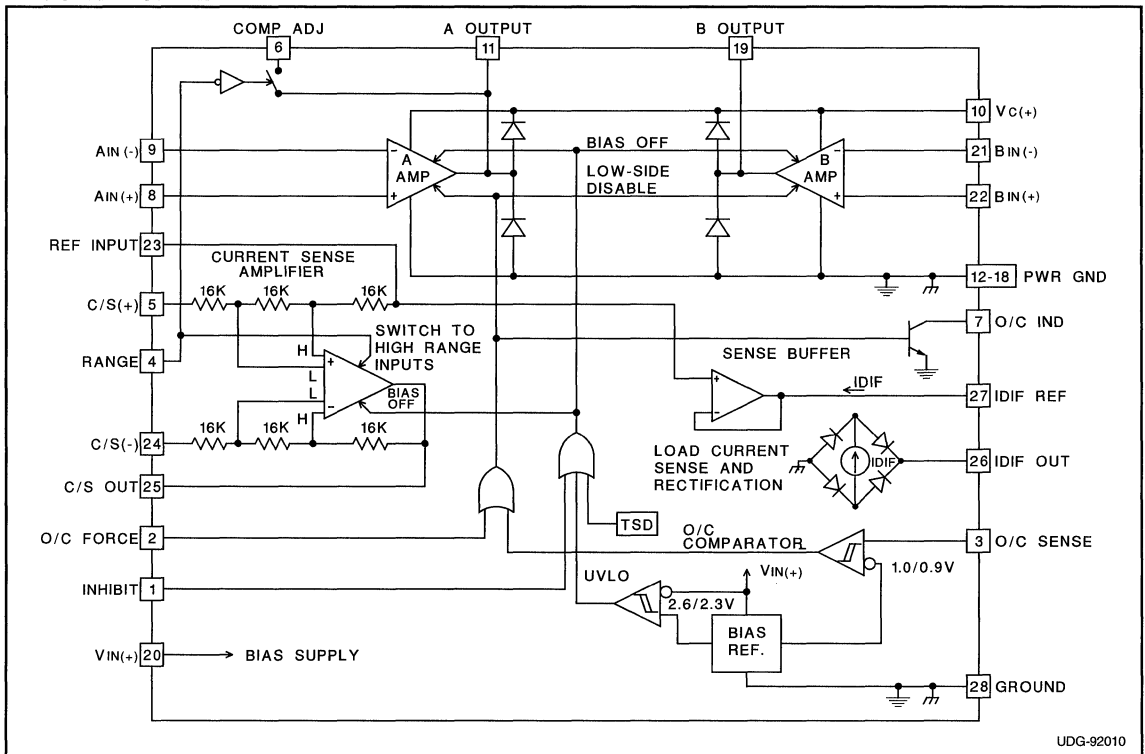 COMP ADJ
6
A OUTPUT
11
B OUTPUT
19
10 VC(+)
AIN(-) 9
- A AMP +
BIAS OFF
- B AMP +
21 BIN(-)
LOW-SIDE
DISABLE
AIN(+) 8
22 BIN(+)
REF INPUT 23
CURRENT SENSE
AMPLIFIER
12-18 PWR GND
16K 16K 16K
C/S(+) 5
7 O/C IND
RANGE 4
SWITCH TO
HIGH RANGE
INPUTS
H +
L
L -
H
BIAS
OFF
SENSE BUFFER
+
-
IDIF
27 IDIF REF
16K 16K 16K
C/S(-) 24
LOAD CURRENT
SENSE AND
RECTIFICATION
IDIF
26 IDIF OUT
C/S OUT 25
TSD
O/C FORCE 2
O/C
COMPARATOR
3 O/C SENSE
1.0/0.9V
INHIBIT 1
UVLO
VIN(+)
2.6/2.3V
BIAS
REF.
VIN(+) 20
BIAS SUPPLY
28 GROUND
UDG-92010